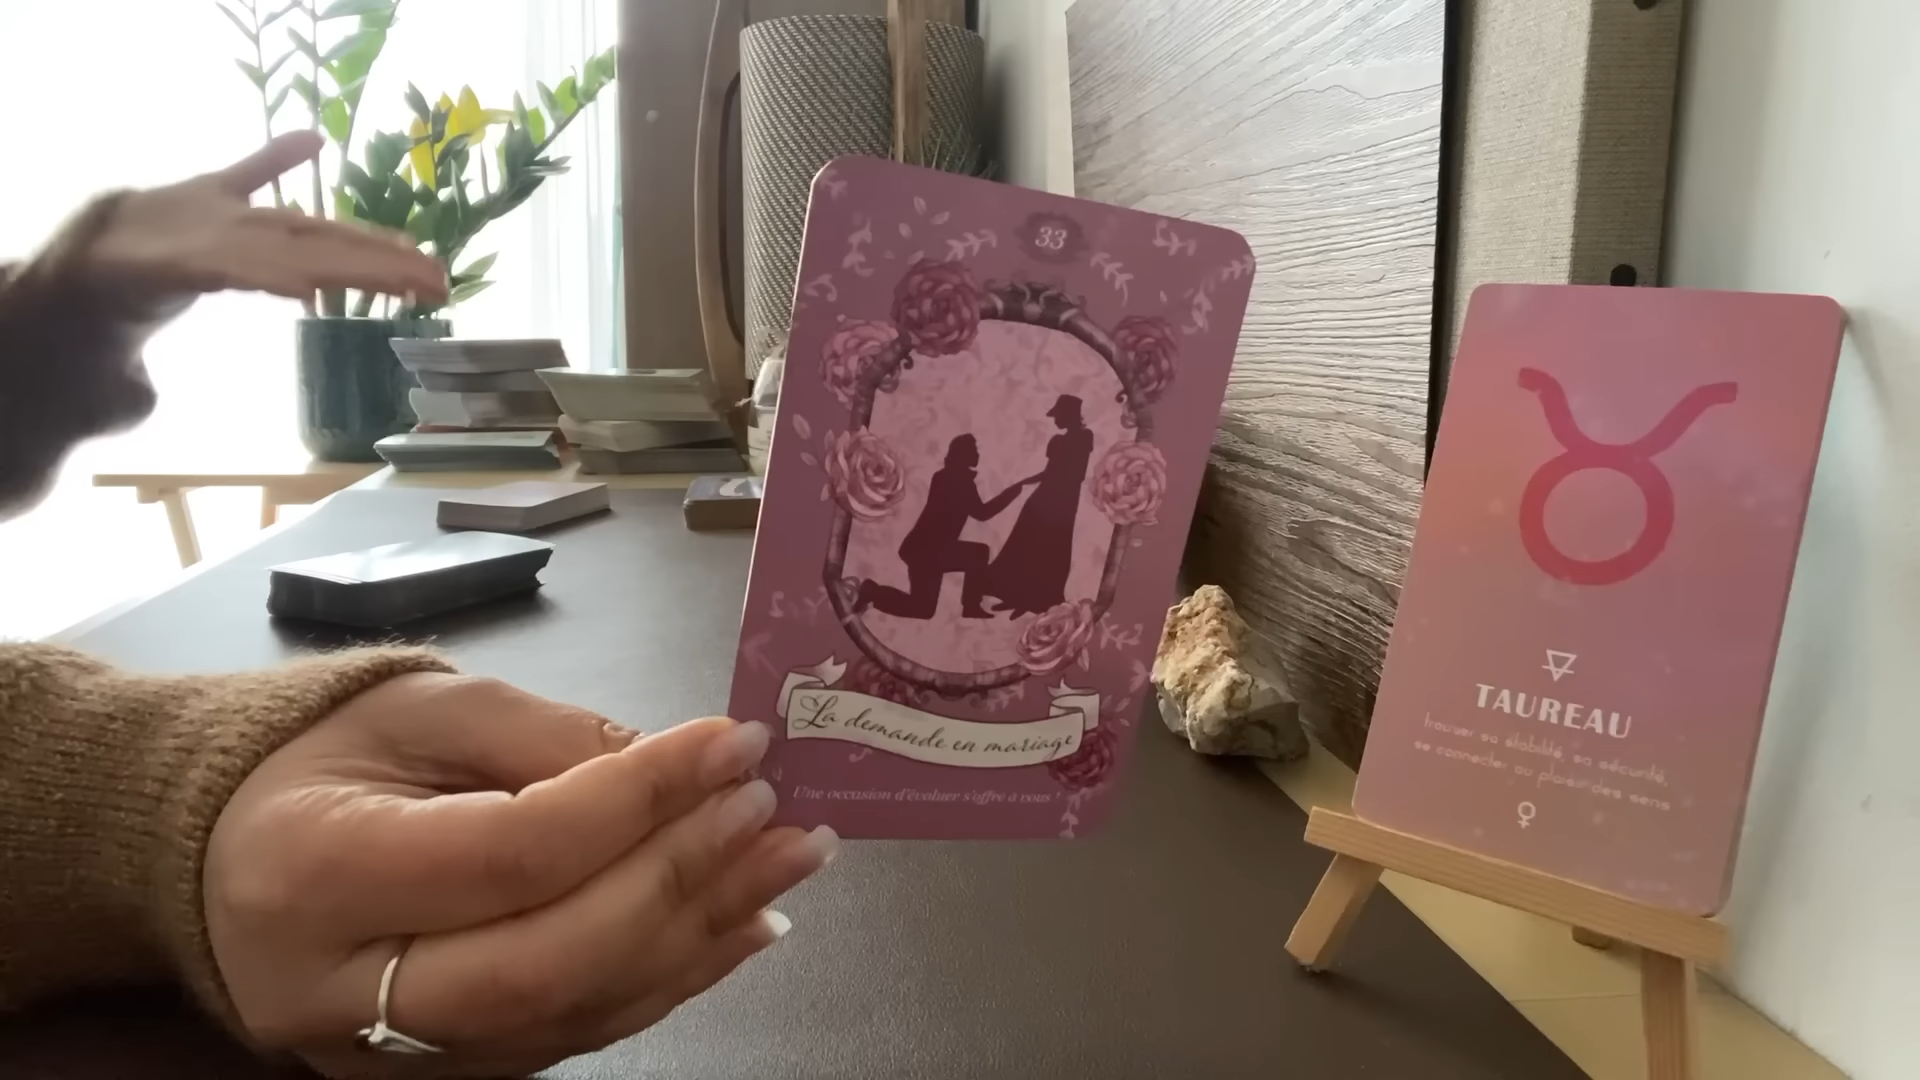 33
La demande en mariage
Une occasion d'évoluer s'offre à vous !
TAUREAU
trouver sa stabilité, sa sécurité,
se connecter au plaisir des sens